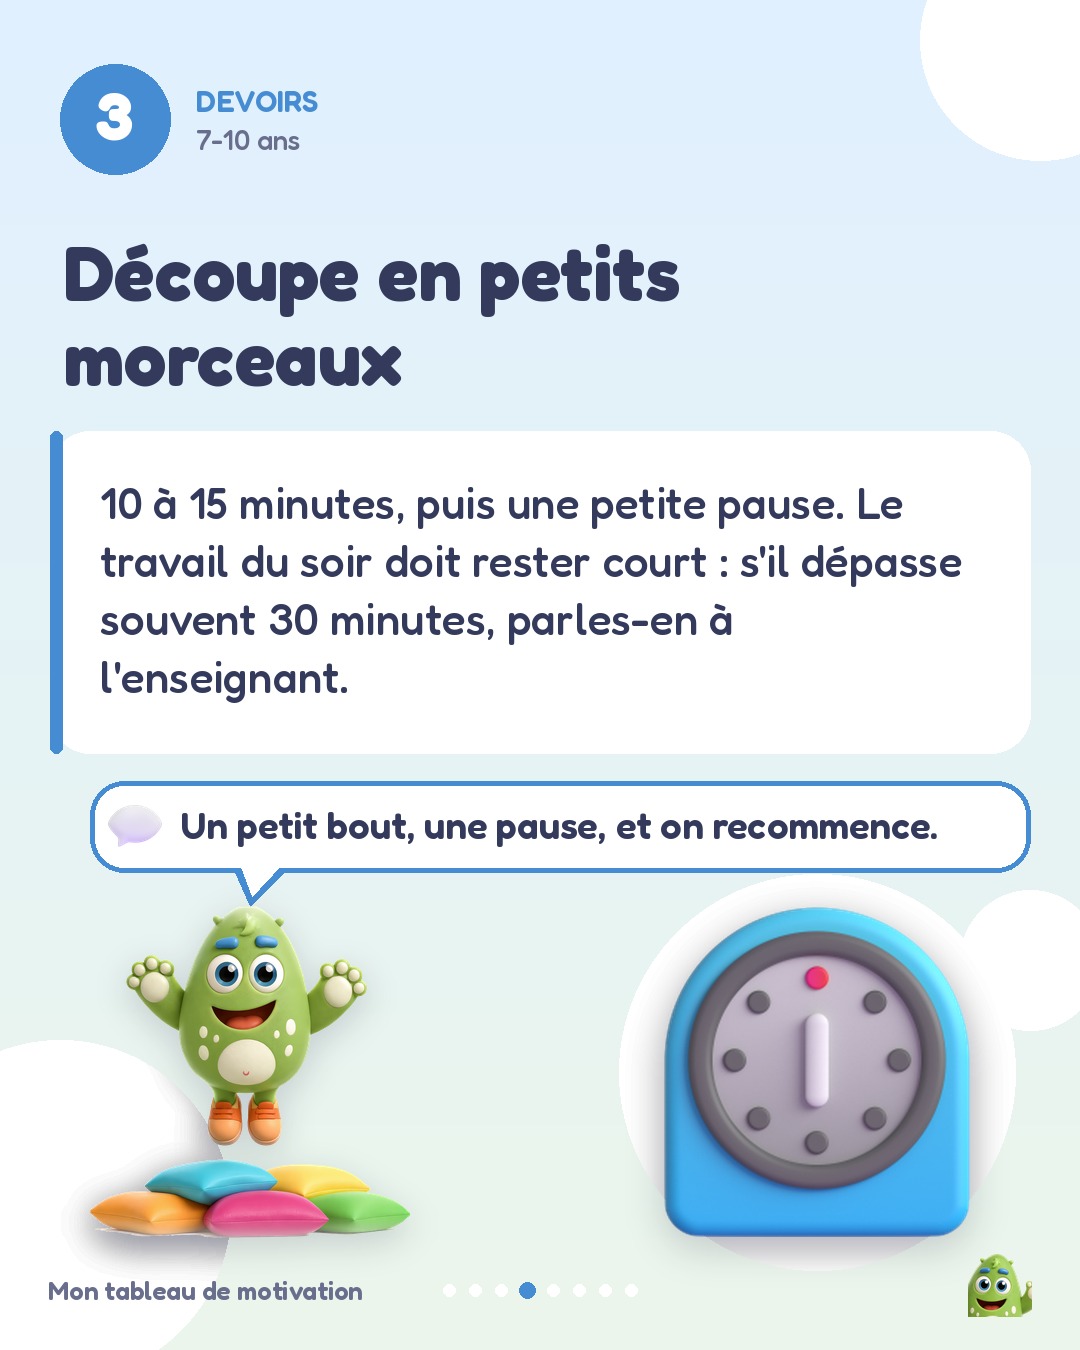 3
DEVOIRS
7-10 ans
Découpe en petits
morceaux
10 à 15 minutes, puis une petite pause. Le
travail du soir doit rester court : s'il dépasse
souvent 30 minutes, parles-en à
l'enseignant.
Un petit bout, une pause, et on recommence.
Mon tableau de motivation